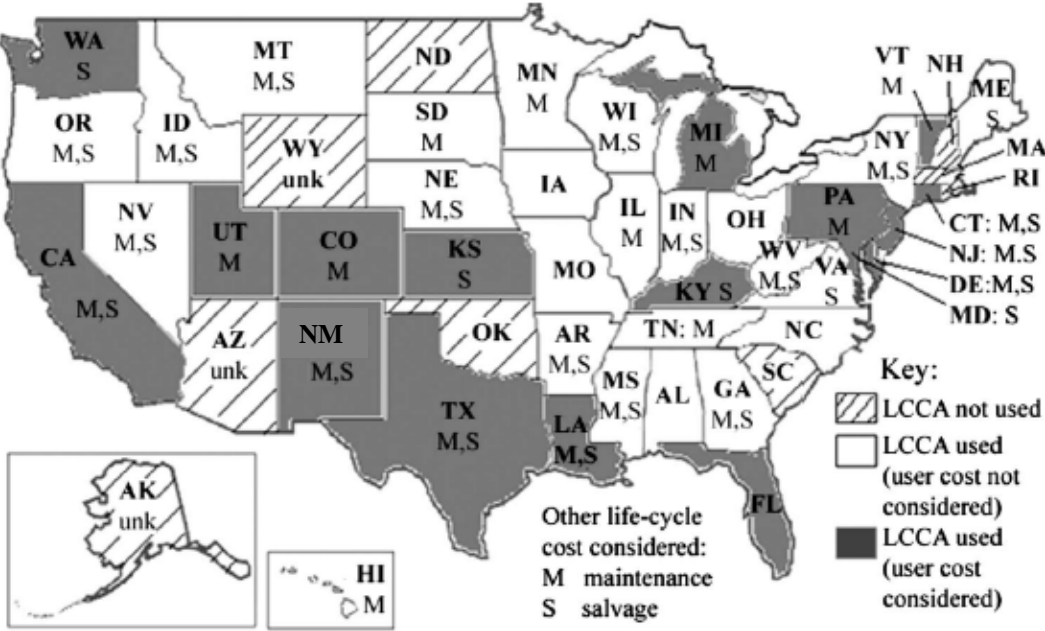 WA
S
MT
M,S
ND
MN
M
VT
M
NH
ME
S
OR
M,S
ID
M,S
WY
unk
SD
M
WI
M,S
MI
M
NY
M,S
MA
RI
NV
M,S
UT
M
CO
M
NE
M,S
IA
IL
M
IN
M,S
OH
PA
M
CT: M,S
NJ: M.S
DE:M,S
MD: S
CA
M,S
KS
S
MO
KY S
WV
M,S
VA
S
AZ
unk
NM
M,S
OK
AR
M,S
TN: M
NC
SC
TX
M,S
LA
M,S
MS
M,S
AL
GA
M,S
FL
AK
unk
HI
M
Other life-cycle
cost considered:
M maintenance
S salvage
Key:
LCCA not used
LCCA used
(user cost not
considered)
LCCA used
(user cost
considered)